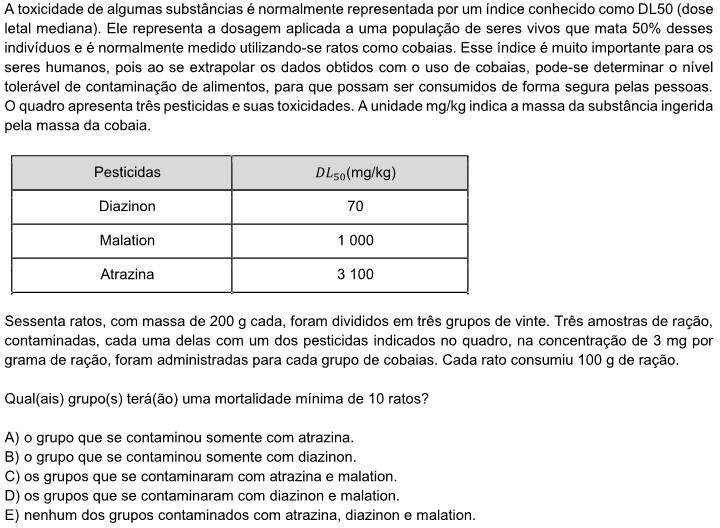 A toxicidade de algumas substâncias é normalmente representada por um índice conhecido como DL50 (dose
letal mediana). Ele representa a dosagem aplicada a uma população de seres vivos que mata 50% desses
indivíduos e é normalmente medido utilizando-se ratos como cobaias. Esse índice é muito importante para os
seres humanos, pois ao se extrapolar os dados obtidos com o uso de cobaias, pode-se determinar o nível
tolerável de contaminação de alimentos, para que possam ser consumidos de forma segura pelas pessoas.
O quadro apresenta três pesticidas e suas toxicidades. A unidade mg/kg indica a massa da substância ingerida
pela massa da cobaia.
Pesticidas DL₅₀(mg/kg)
Diazinon 70
Malation 1 000
Atrazina 3 100
Sessenta ratos, com massa de 200 g cada, foram divididos em três grupos de vinte. Três amostras de ração,
contaminadas, cada uma delas com um dos pesticidas indicados no quadro, na concentração de 3 mg por
grama de ração, foram administradas para cada grupo de cobaias. Cada rato consumiu 100 g de ração.
Qual(ais) grupo(s) terá(ão) uma mortalidade mínima de 10 ratos?
A) o grupo que se contaminou somente com atrazina.
B) o grupo que se contaminou somente com diazinon.
C) os grupos que se contaminaram com atrazina e malation.
D) os grupos que se contaminaram com diazinon e malation.
E) nenhum dos grupos contaminados com atrazina, diazinon e malation.